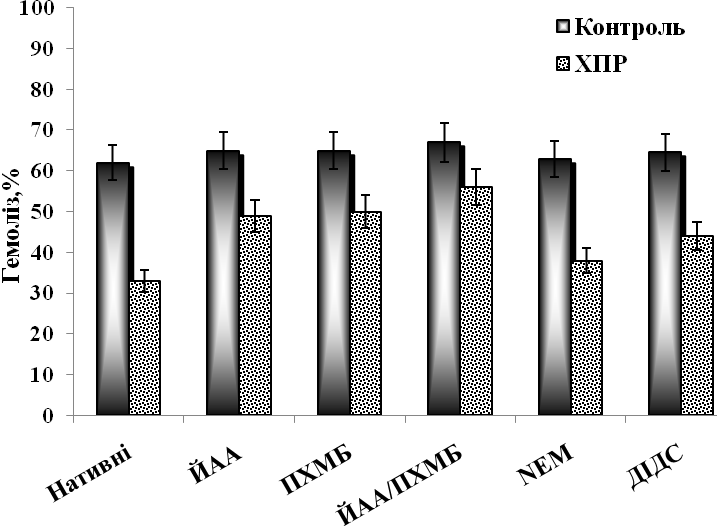 100
90
80
70
60
50
40
30
20
10
0
Гемоліз,%
Контроль
ХПР
Нативні
ЙАА
ПХМБ
ЙАА/ПХМБ
NEM
ДІДС